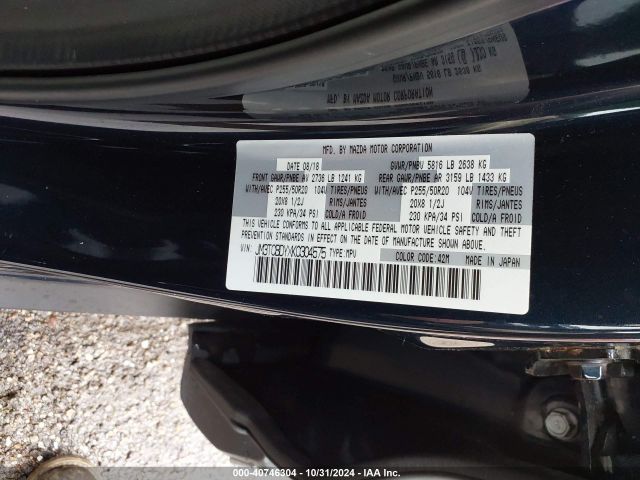 MFD. BY MAZDA MOTOR CORPORATION
DATE 08/18 GVWR/PNBV 5816 LB 2638 KG
FRONT GAWR/PNBE AV 2736 LB 1241 KG REAR GAWR/PNBE AR 3159 LB 1433 KG
WITH/AVEC P255/50R20 104V TIRES/PNEUS WITH/AVEC P255/50R20 104V TIRES/PNEUS
20X8 1/2J RIMS/JANTES 20X8 1/2J RIMS/JANTES
230 KPA/34 PSI COLD/A FROID 230 KPA/34 PSI COLD/A FROID
THIS VEHICLE CONFORMS TO ALL APPLICABLE FEDERAL MOTOR VEHICLE SAFETY AND THEFT
PREVENTION STANDARDS IN EFFECT ON THE DATE OF MANUFACTURE SHOWN ABOVE.
VIN: JM3TCBDYXK0304575 TYPE:MPV COLOR CODE:42M MADE IN JAPAN
000-40746304 | 10/31/2024 | IAA Inc.